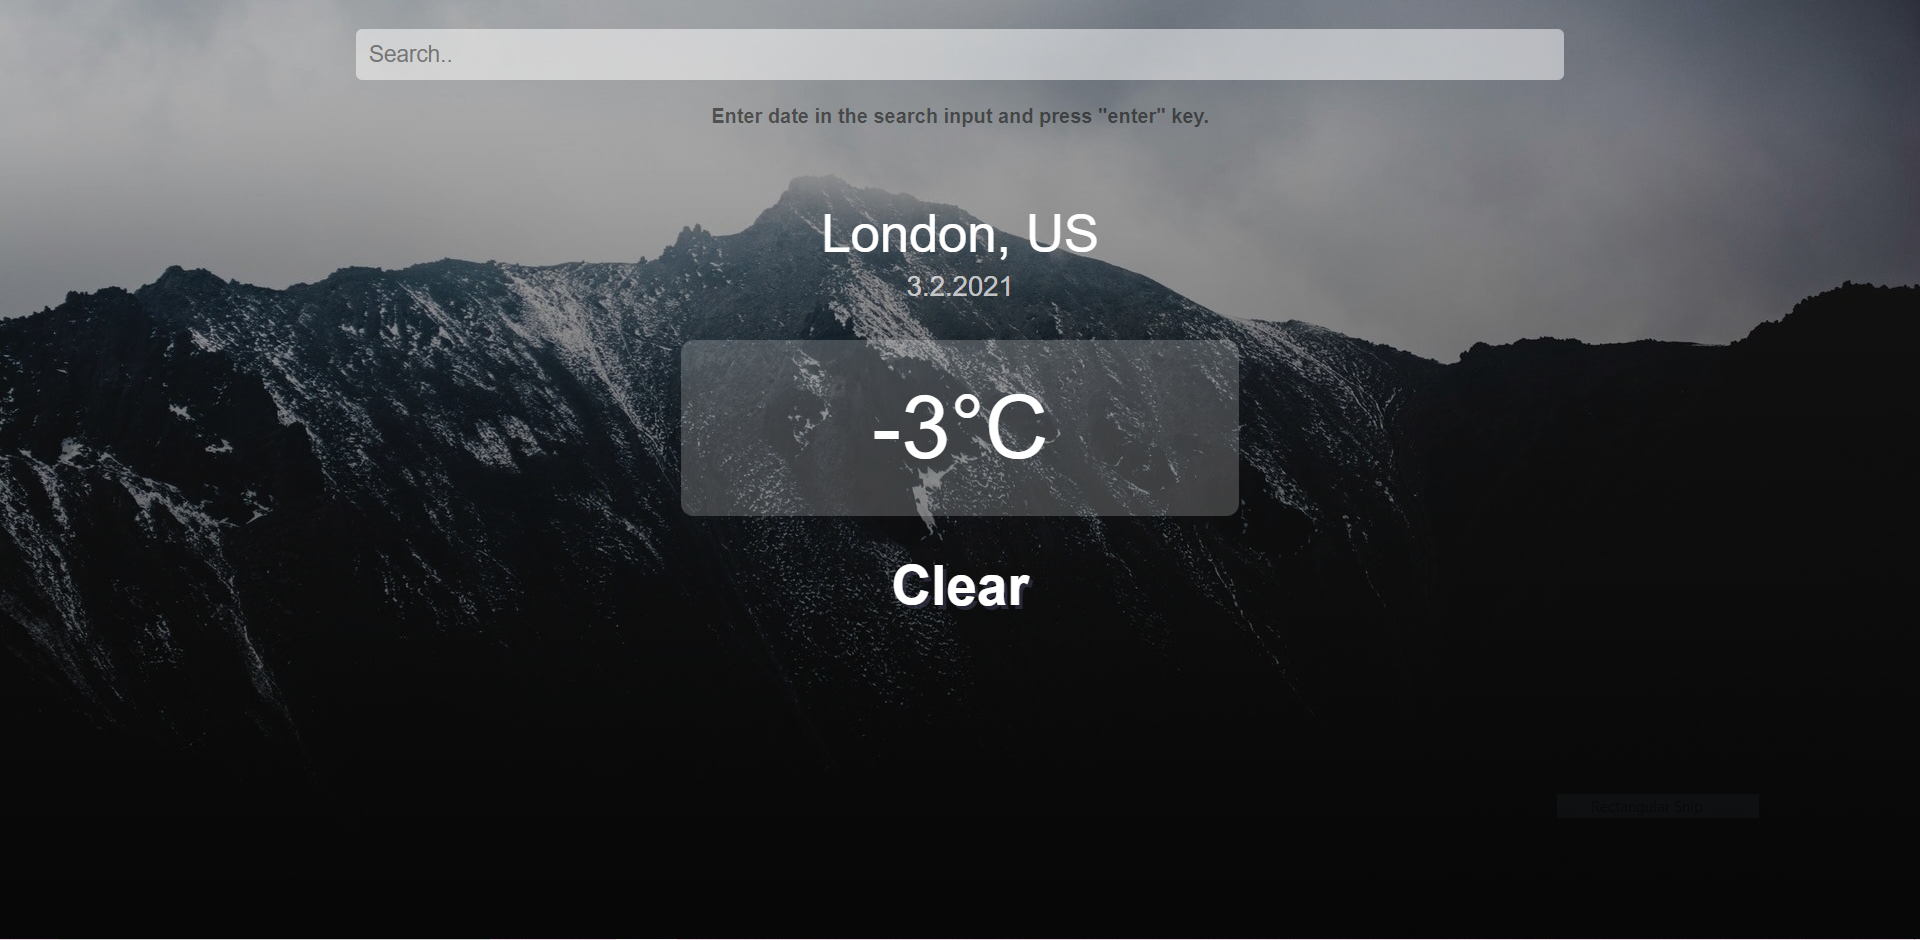 Search..
Enter date in the search input and press "enter" key.
London, US
3.2.2021
-3°C
Clear
Rectangular Snip